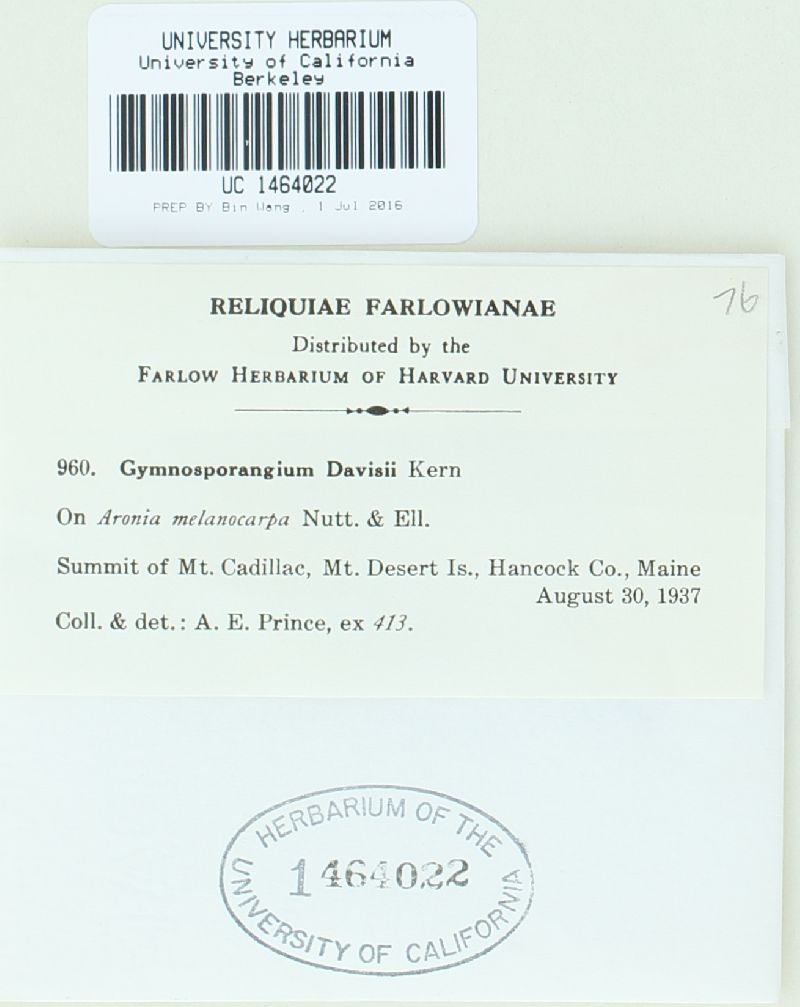 UNIVERSITY HERBARIUM
University of California
Berkeley
UC 1464022
PREP BY Bin Wang , 1 Jul 2016
76
RELIQUIAE FARLOWIANAE
Distributed by the
FARLOW HERBARIUM OF HARVARD UNIVERSITY
960. Gymnosporangium Davisii Kern
On Aronia melanocarpa Nutt. & Ell.
Summit of Mt. Cadillac, Mt. Desert Is., Hancock Co., Maine
August 30, 1937
Coll. & det.: A. E. Prince, ex 413.
HERBARIUM OF THE
1464022
UNIVERSITY OF CALIFORNIA